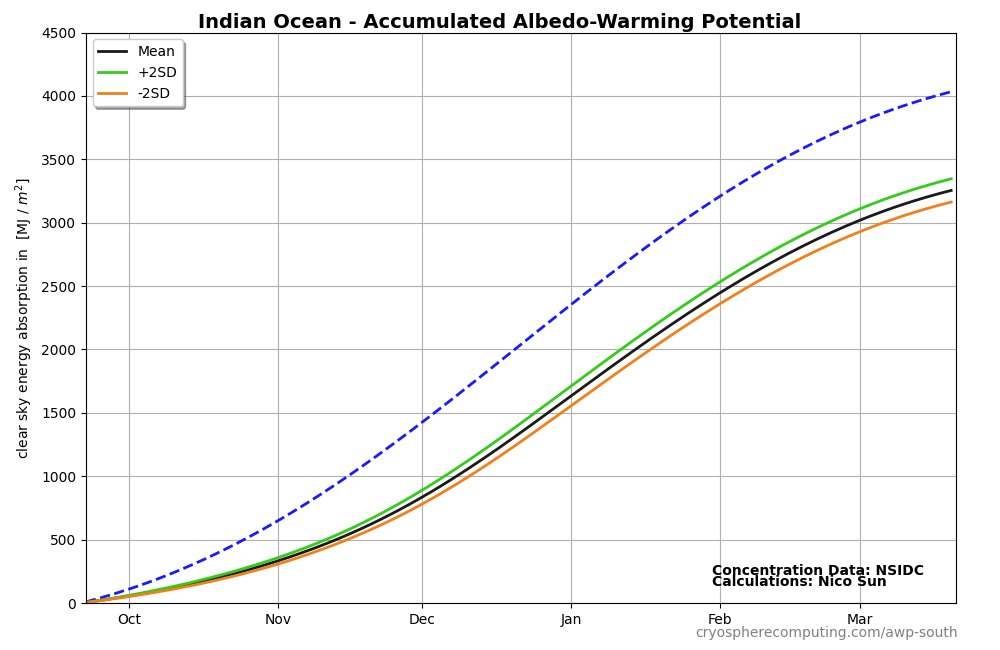 Indian Ocean - Accumulated Albedo-Warming Potential
4500
4000
3500
3000
2500
2000
1500
1000
500
0
clear sky energy absorption in [MJ / m²]
Mean
+2SD
-2SD
Concentration Data: NSIDC
Calculations: Nico Sun
Oct Nov Dec Jan Feb Mar
cryospherecomputing.com/awp-south